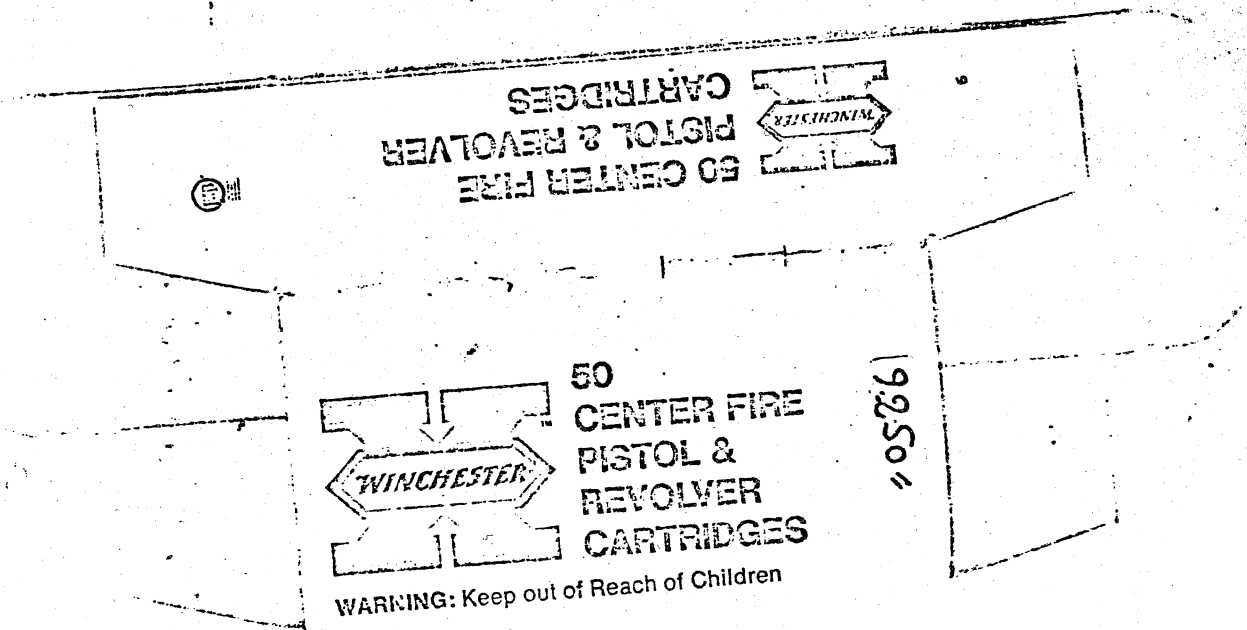 50 CENTER FIRE
PISTOL & REVOLVER
CARTRIDGES
WINCHESTER
50
CENTER FIRE
PISTOL &
REVOLVER
CARTRIDGES
WINCHESTER
WARNING: Keep out of Reach of Children